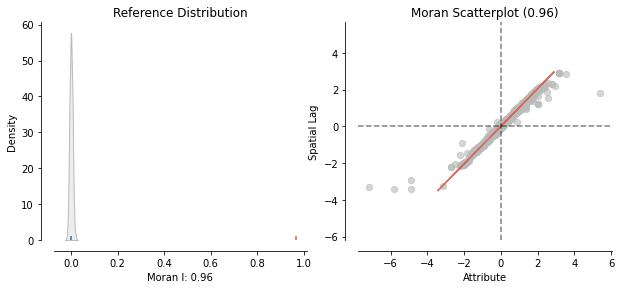 Reference Distribution
Density
60
50
40
30
20
10
0
0.0 0.2 0.4 0.6 0.8 1.0
Moran I: 0.96
Moran Scatterplot (0.96)
Spatial Lag
4
2
0
−2
−4
−6
−6 −4 −2 0 2 4 6
Attribute